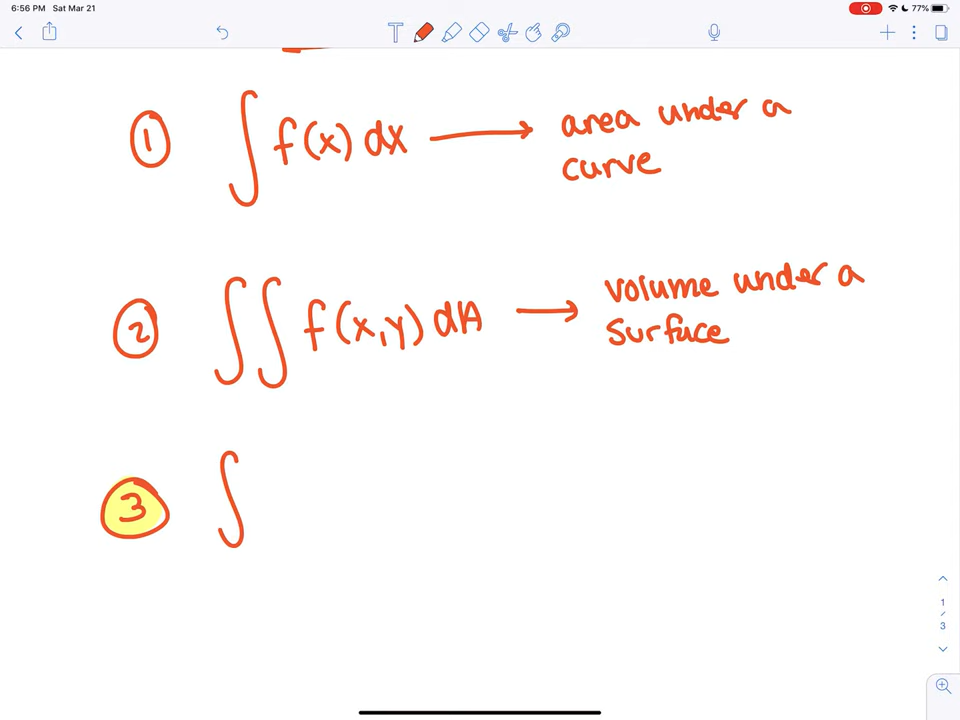 6:56 PM Sat Mar 21 77%
T
① ∫ f(x) dx → area under a
curve
② ∫∫ f(x,y) dA → volume under a
surface
③ ∫
1
/
3